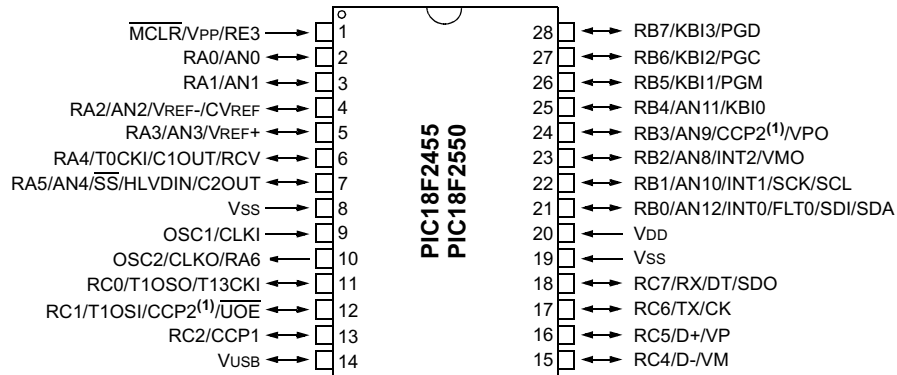 M̅C̅L̅R̅/VPP/RE3 1
RA0/AN0 2
RA1/AN1 3
RA2/AN2/VREF-/CVREF 4
RA3/AN3/VREF+ 5
RA4/T0CKI/C1OUT/RCV 6
RA5/AN4/S̅S̅/HLVDIN/C2OUT 7
VSS 8
OSC1/CLKI 9
OSC2/CLKO/RA6 10
RC0/T1OSO/T13CKI 11
RC1/T1OSI/CCP2(1)/U̅O̅E̅ 12
RC2/CCP1 13
VUSB 14
PIC18F2455
PIC18F2550
28 RB7/KBI3/PGD
27 RB6/KBI2/PGC
26 RB5/KBI1/PGM
25 RB4/AN11/KBI0
24 RB3/AN9/CCP2(1)/VPO
23 RB2/AN8/INT2/VMO
22 RB1/AN10/INT1/SCK/SCL
21 RB0/AN12/INT0/FLT0/SDI/SDA
20 VDD
19 VSS
18 RC7/RX/DT/SDO
17 RC6/TX/CK
16 RC5/D+/VP
15 RC4/D-/VM